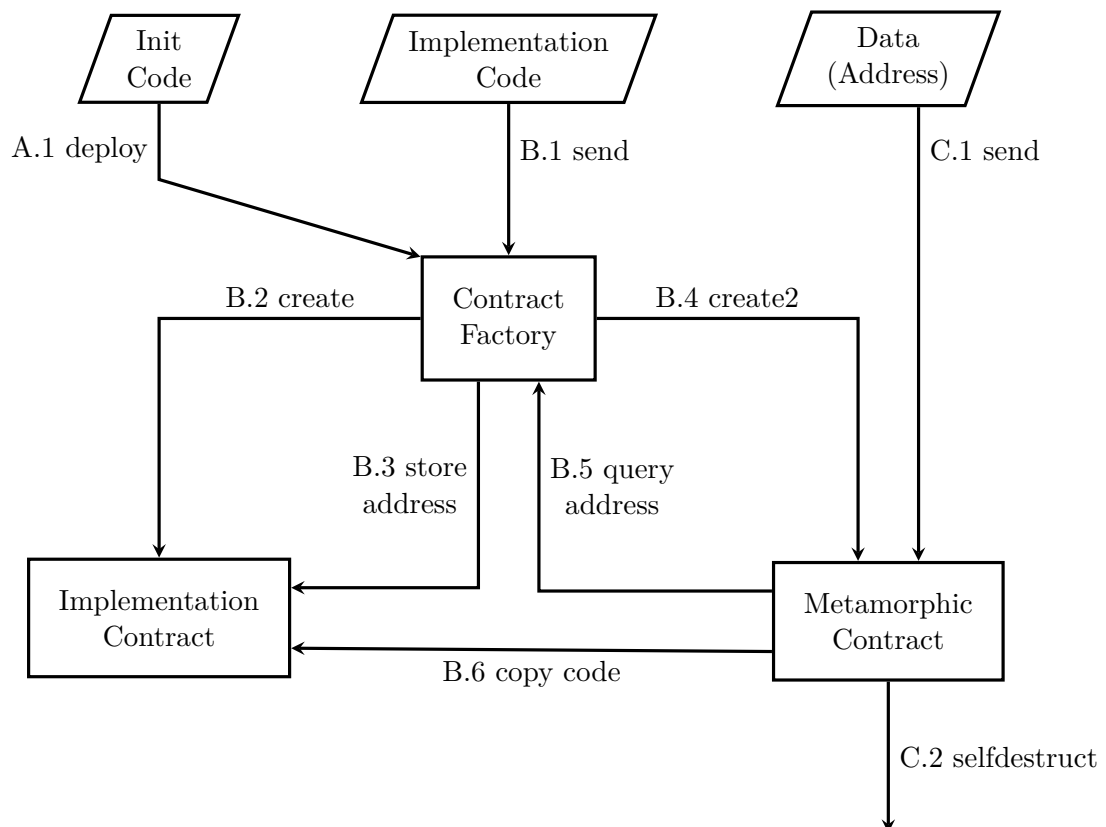 Init
Code
Implementation
Code
Data
(Address)
A.1 deploy
B.1 send
C.1 send
B.2 create
Contract
Factory
B.4 create2
B.3 store
address
B.5 query
address
Implementation
Contract
Metamorphic
Contract
B.6 copy code
C.2 selfdestruct